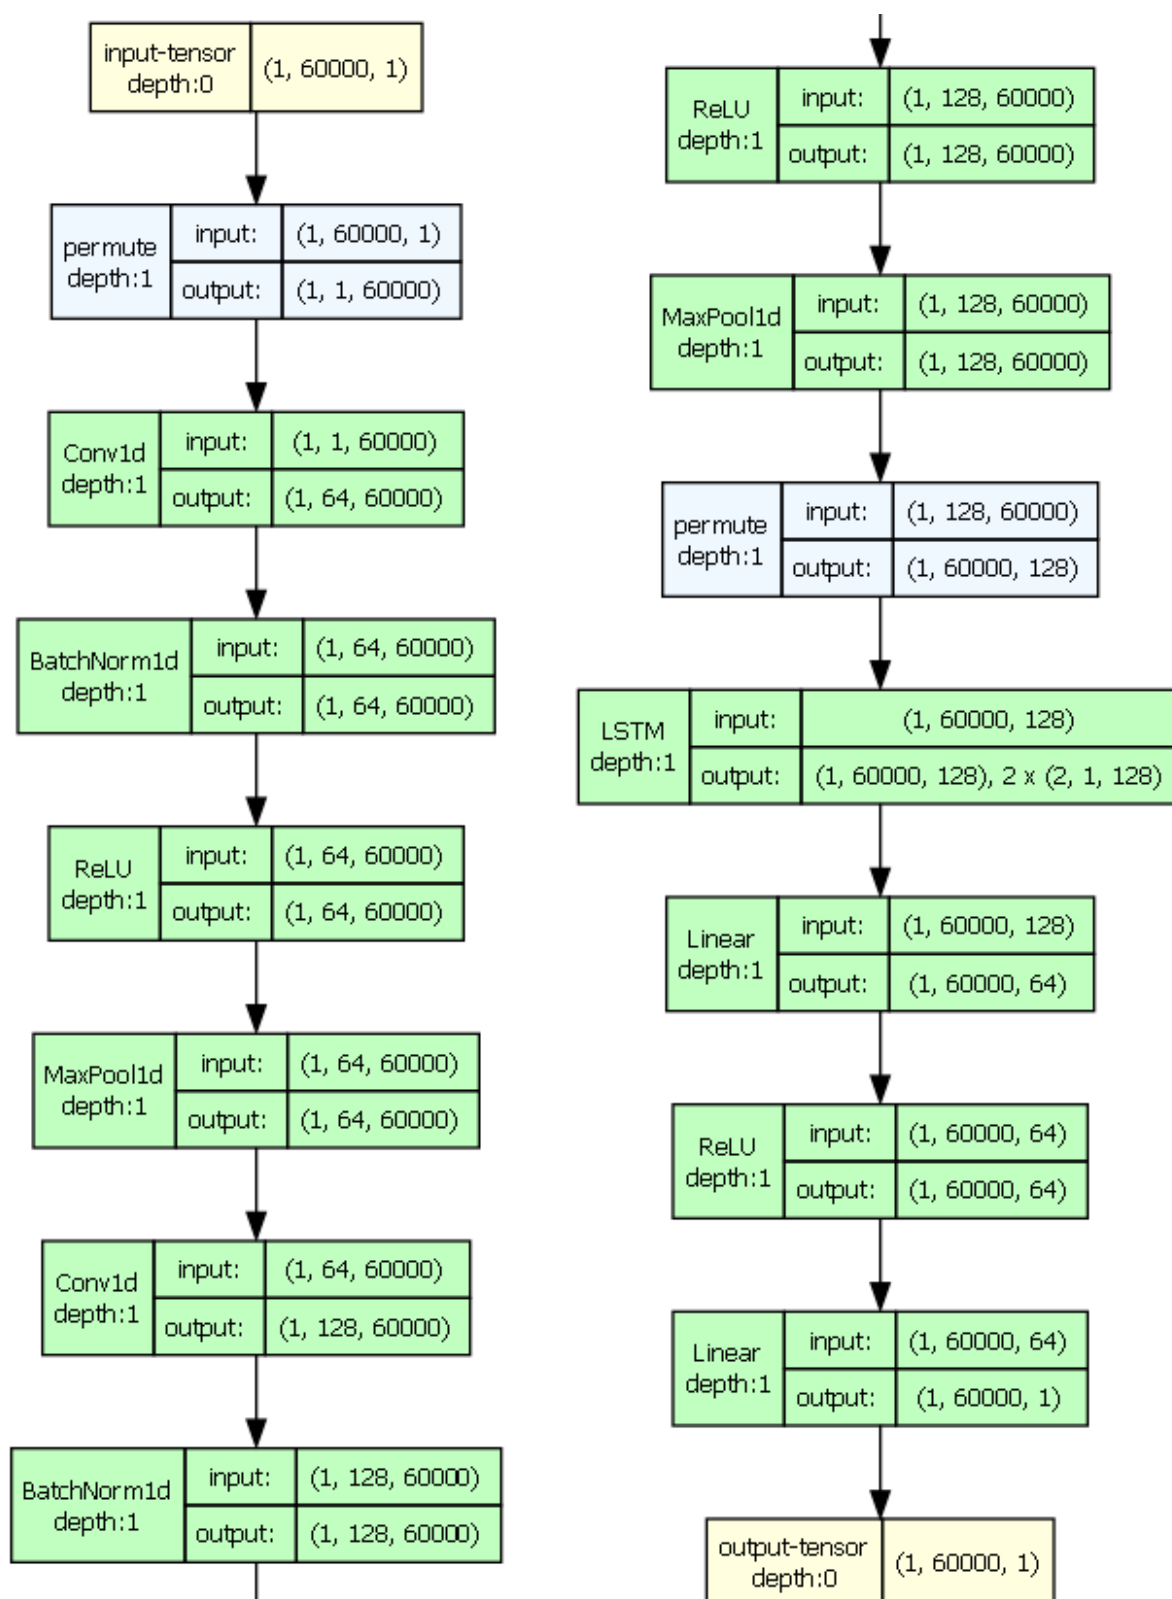 input-tensor
depth:0
(1, 60000, 1)
permute
depth:1
input:
(1, 60000, 1)
output:
(1, 1, 60000)
Conv1d
depth:1
input:
(1, 1, 60000)
output:
(1, 64, 60000)
BatchNorm1d
depth:1
input:
(1, 64, 60000)
output:
(1, 64, 60000)
ReLU
depth:1
input:
(1, 64, 60000)
output:
(1, 64, 60000)
MaxPool1d
depth:1
input:
(1, 64, 60000)
output:
(1, 64, 60000)
Conv1d
depth:1
input:
(1, 64, 60000)
output:
(1, 128, 60000)
BatchNorm1d
depth:1
input:
(1, 128, 60000)
output:
(1, 128, 60000)
ReLU
depth:1
input:
(1, 128, 60000)
output:
(1, 128, 60000)
MaxPool1d
depth:1
input:
(1, 128, 60000)
output:
(1, 128, 60000)
permute
depth:1
input:
(1, 128, 60000)
output:
(1, 60000, 128)
LSTM
depth:1
input:
(1, 60000, 128)
output:
(1, 60000, 128), 2 x (2, 1, 128)
Linear
depth:1
input:
(1, 60000, 128)
output:
(1, 60000, 64)
ReLU
depth:1
input:
(1, 60000, 64)
output:
(1, 60000, 64)
Linear
depth:1
input:
(1, 60000, 64)
output:
(1, 60000, 1)
output-tensor
depth:0
(1, 60000, 1)